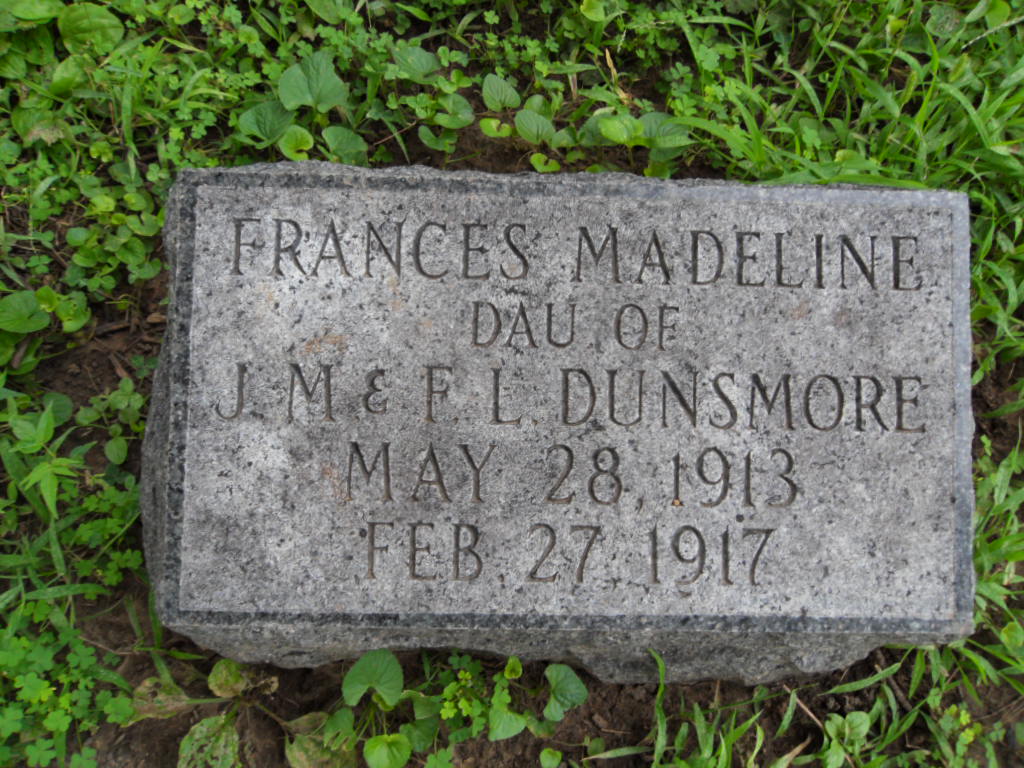 FRANCES MADELINE
DAU OF
J. M & F. L. DUNSMORE
MAY 28, 1913
FEB. 27 1917